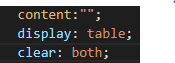 content:"";
display: table;
clear: both;